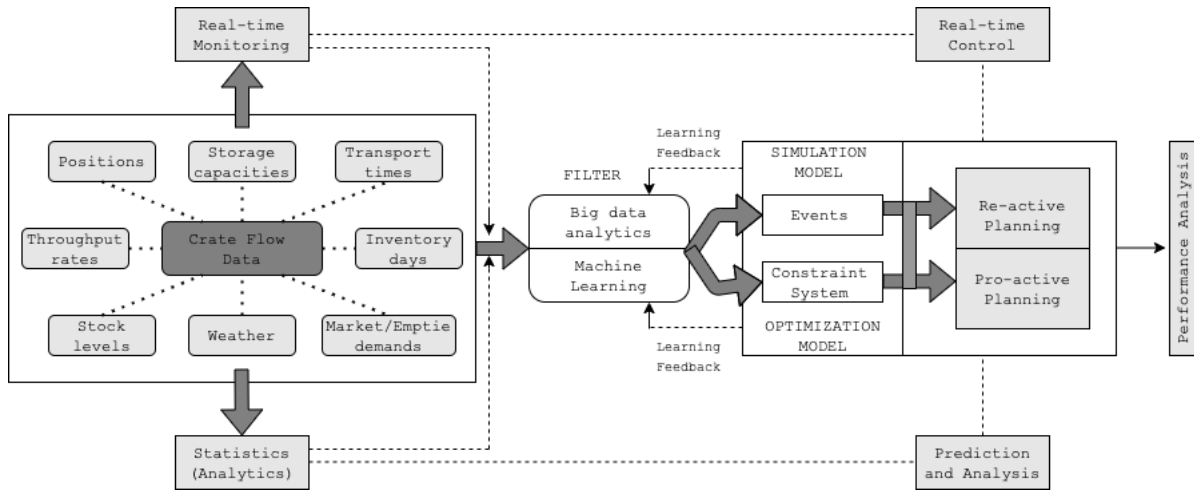 Real-time
Monitoring
Real-time
Control
Positions
Storage
capacities
Transport
times
Throughput
rates
Crate Flow
Data
Inventory
days
Stock
levels
Weather
Market/Emptie
demands
Statistics
(Analytics)
FILTER
Big data
analytics
Machine
Learning
Learning
Feedback
Learning
Feedback
SIMULATION
MODEL
Events
Constraint
System
OPTIMIZATION
MODEL
Re-active
Planning
Pro-active
Planning
Prediction
and Analysis
Performance Analysis